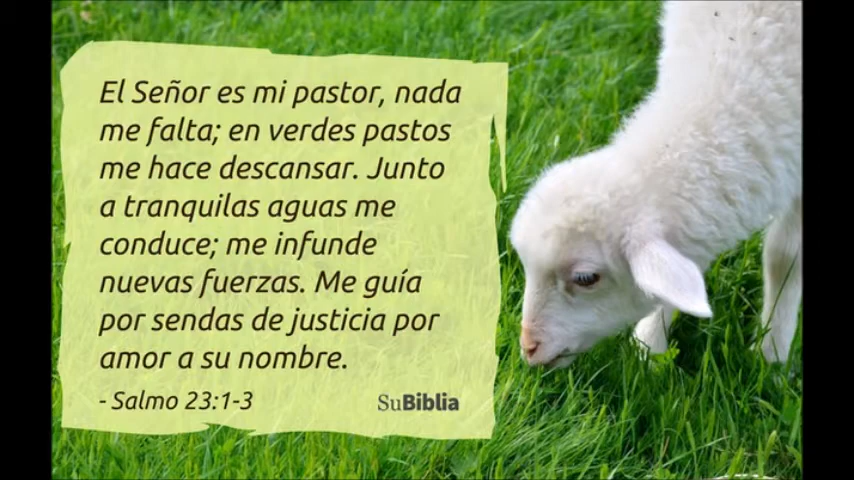 El Señor es mi pastor, nada
me falta; en verdes pastos
me hace descansar. Junto
a tranquilas aguas me
conduce; me infunde
nuevas fuerzas. Me guía
por sendas de justicia por
amor a su nombre.
- Salmo 23:1-3
SuBiblia